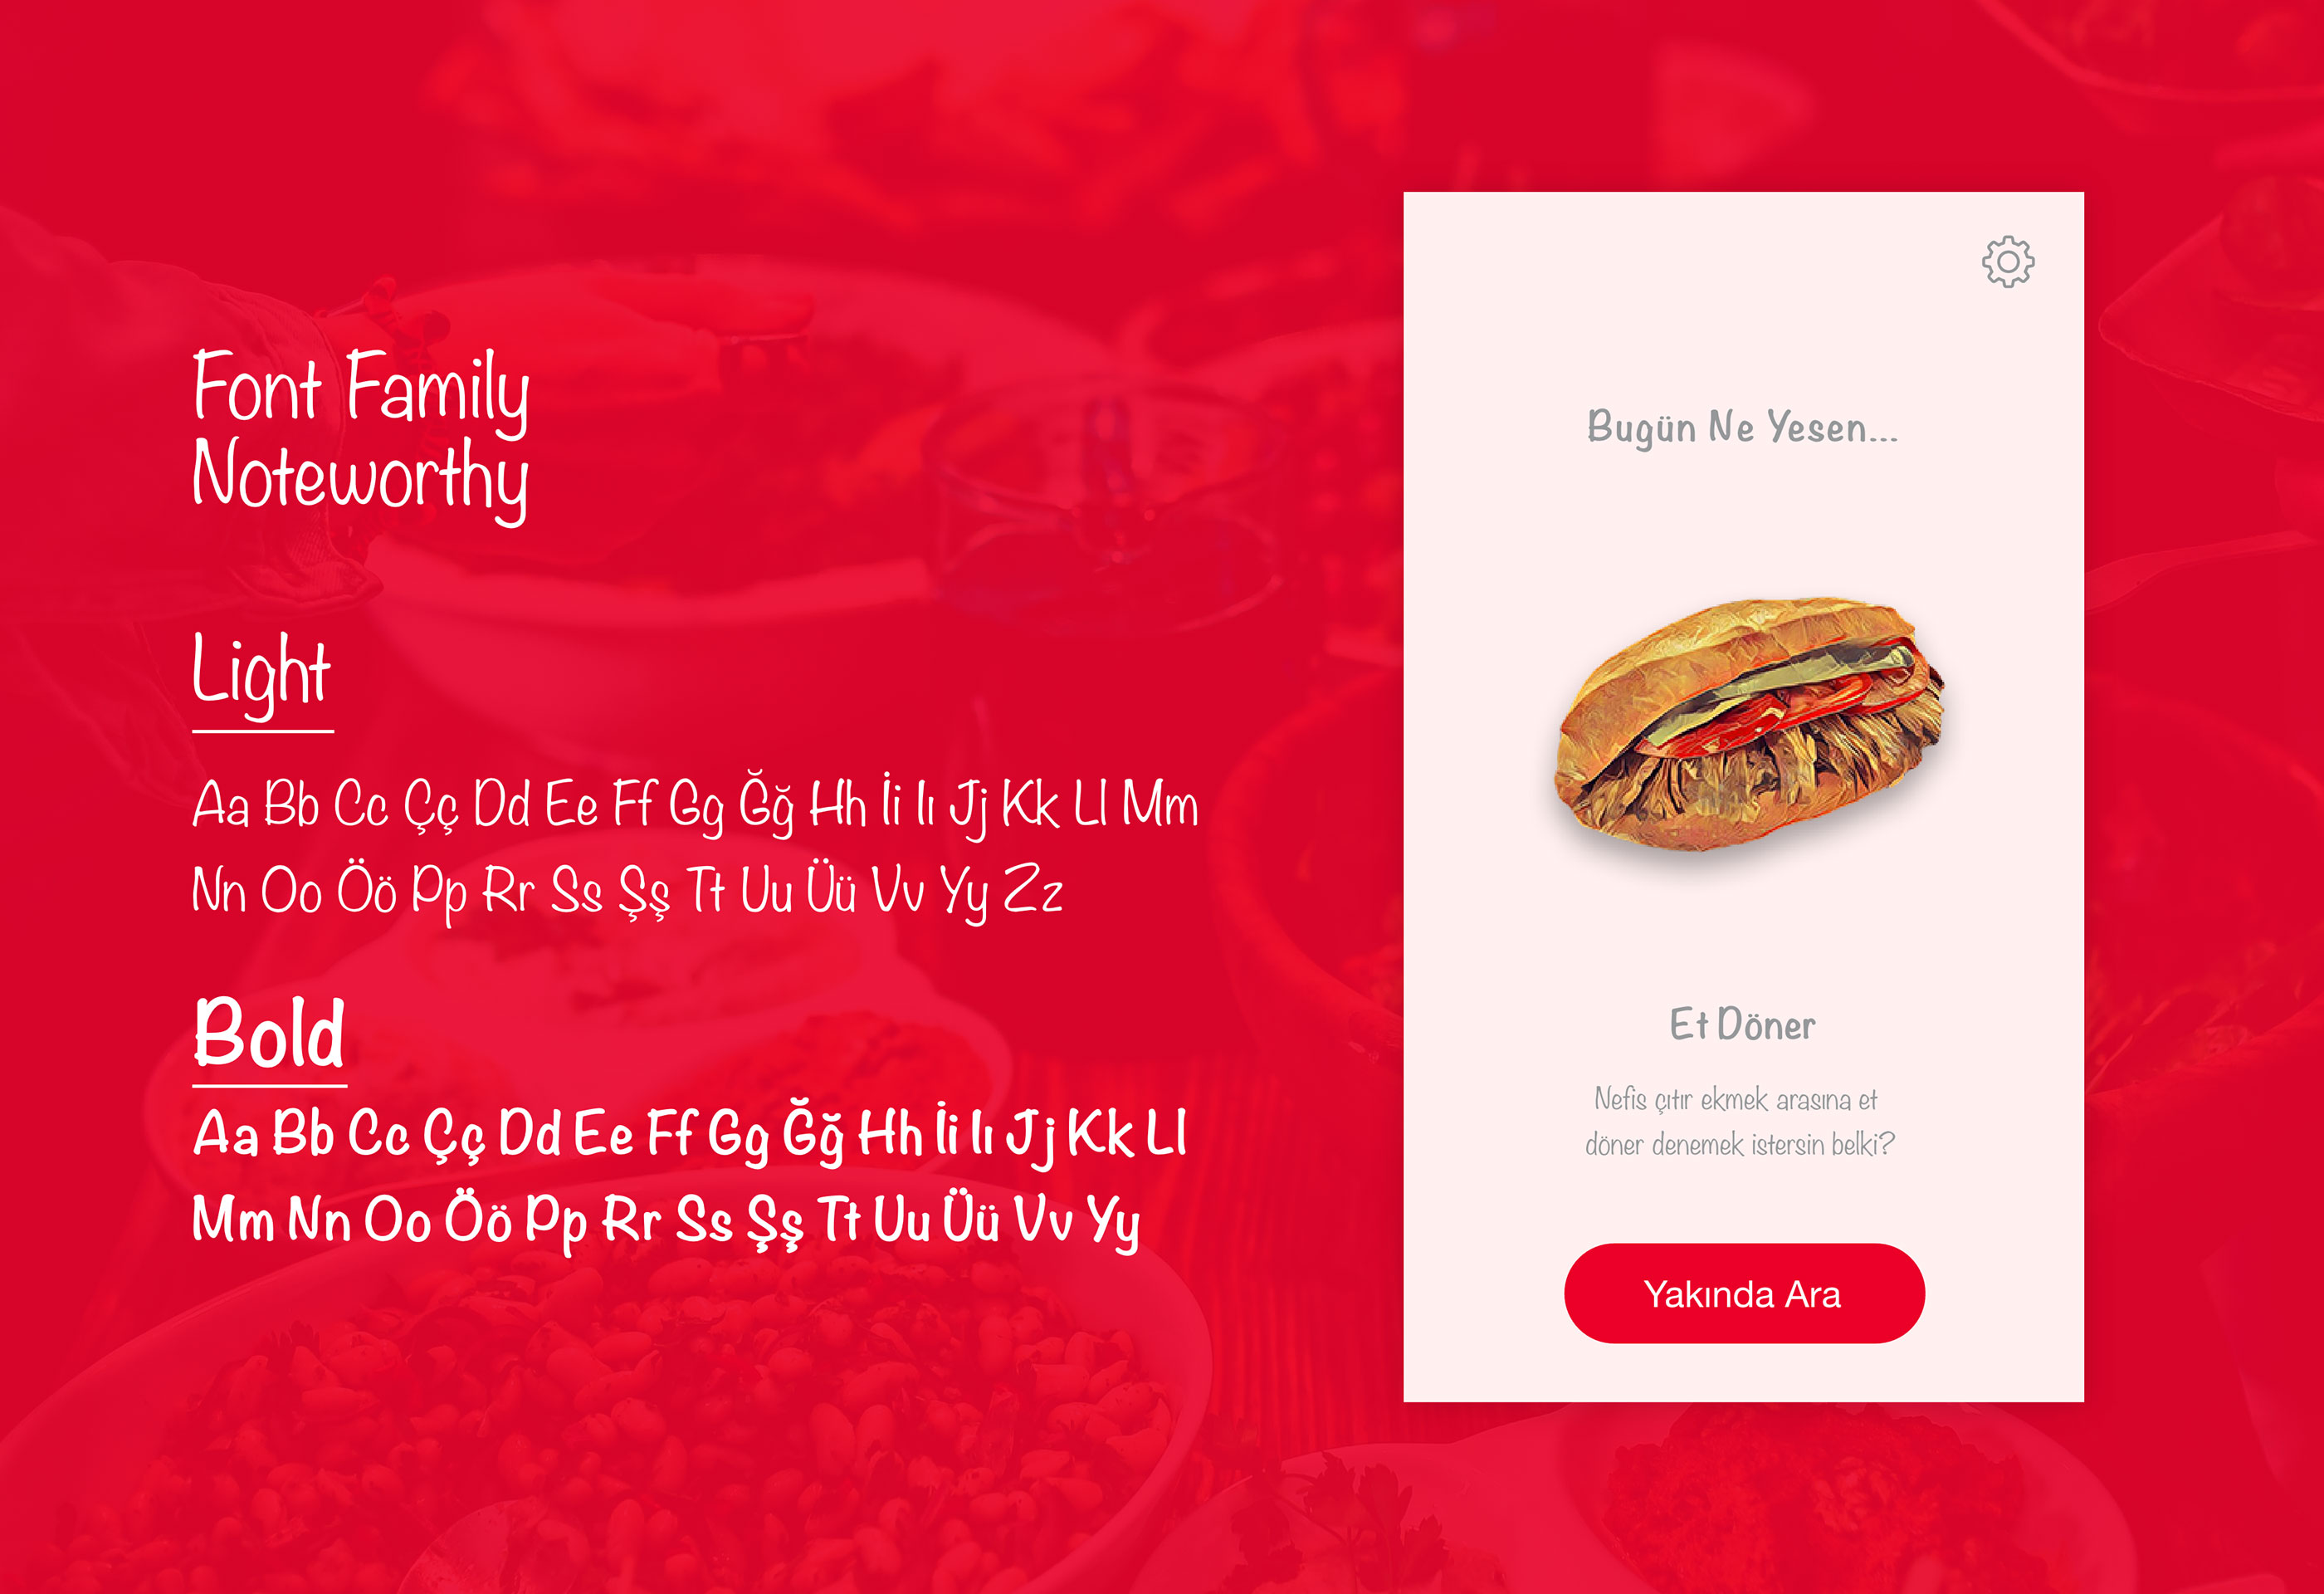 Font Family
Noteworthy
Light
Aa Bb Cc Çç Dd Ee Ff Gg Ğğ Hh İi Iı Jj Kk Ll Mm
Nn Oo Öö Pp Rr Ss Şş Tt Uu Üü Vv Yy Zz
Bold
Aa Bb Cc Çç Dd Ee Ff Gg Ğğ Hh İi Iı Jj Kk Ll
Mm Nn Oo Öö Pp Rr Ss Şş Tt Uu Üü Vv Yy
Bugün Ne Yesen...
Et Döner
Nefis çıtır ekmek arasına et
döner denemek istersin belki?
Yakında Ara